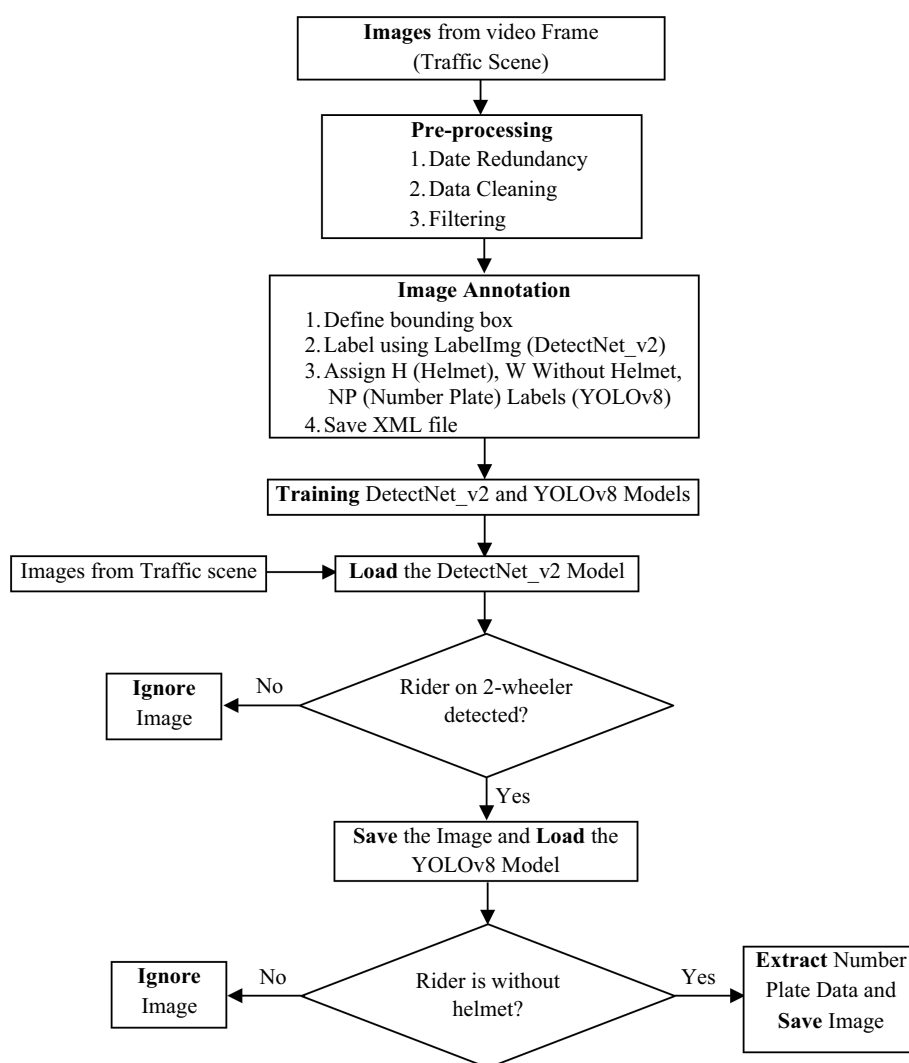 Images from video Frame
(Traffic Scene)
Pre-processing
1. Date Redundancy
2. Data Cleaning
3. Filtering
Image Annotation
1. Define bounding box
2. Label using LabelImg (DetectNet_v2)
3. Assign H (Helmet), W Without Helmet,
NP (Number Plate) Labels (YOLOv8)
4. Save XML file
Training DetectNet_v2 and YOLOv8 Models
Images from Traffic scene
Load the DetectNet_v2 Model
Rider on 2-wheeler
detected?
No
Ignore
Image
Yes
Save the Image and Load the
YOLOv8 Model
Rider is without
helmet?
No
Ignore
Image
Yes
Extract Number
Plate Data and
Save Image